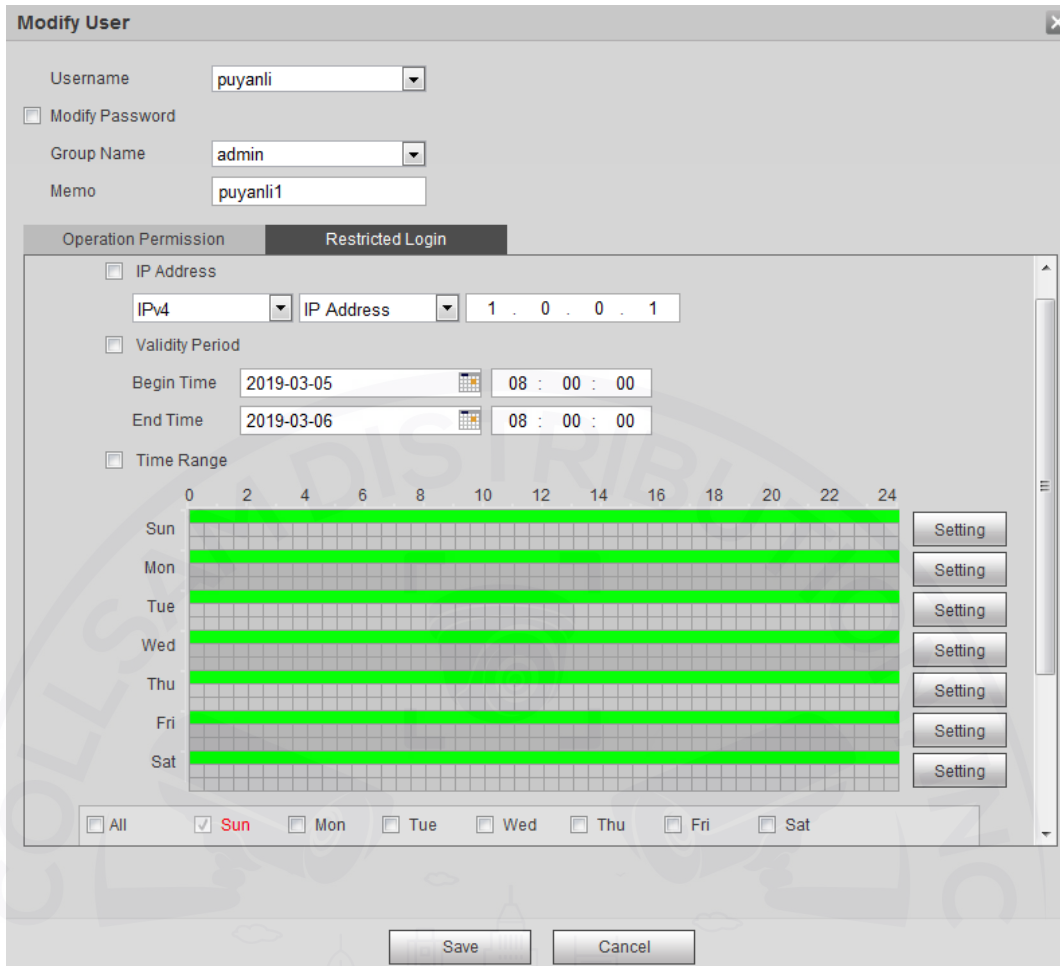 Modify User
Username puyanli
Modify Password
Group Name admin
Memo puyanli1
Operation Permission Restricted Login
IP Address
IPv4 IP Address 1 . 0 . 0 . 1
Validity Period
Begin Time 2019-03-05 08 : 00 : 00
End Time 2019-03-06 08 : 00 : 00
Time Range
0 2 4 6 8 10 12 14 16 18 20 22 24
Sun Setting
Mon Setting
Tue Setting
Wed Setting
Thu Setting
Fri Setting
Sat Setting
All Sun Mon Tue Wed Thu Fri Sat
Save Cancel
COLLSAM DISTRIBUTION INC